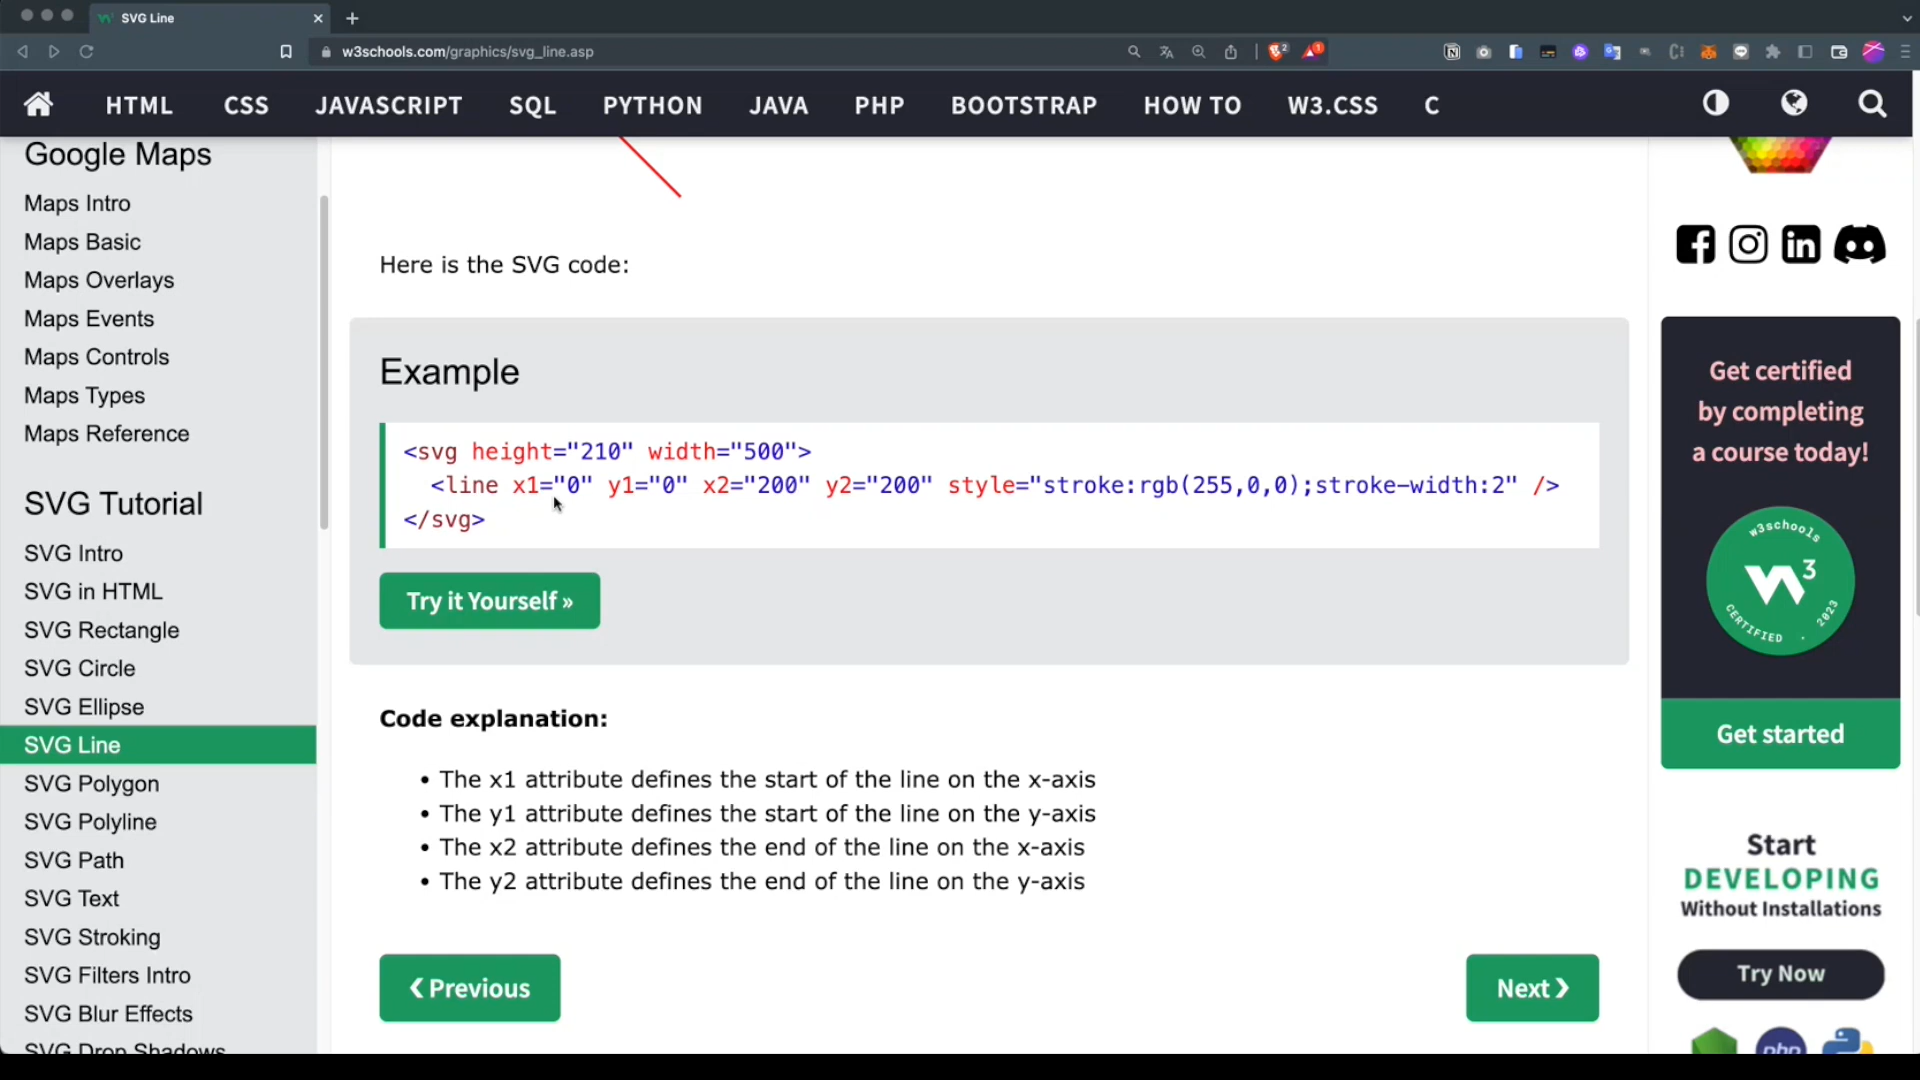 SVG Line
w3schools.com/graphics/svg_line.asp
2
1
HTML
CSS
JAVASCRIPT
SQL
PYTHON
JAVA
PHP
BOOTSTRAP
HOW TO
W3.CSS
C
Google Maps
Maps Intro
Maps Basic
Maps Overlays
Maps Events
Maps Controls
Maps Types
Maps Reference
SVG Tutorial
SVG Intro
SVG in HTML
SVG Rectangle
SVG Circle
SVG Ellipse
SVG Line
SVG Polygon
SVG Polyline
SVG Path
SVG Text
SVG Stroking
SVG Filters Intro
SVG Blur Effects
SVG Drop Shadows
Here is the SVG code:
Example
<svg height="210" width="500">
<line x1="0" y1="0" x2="200" y2="200" style="stroke:rgb(255,0,0);stroke-width:2" />
</svg>
Try it Yourself »
Code explanation:
• The x1 attribute defines the start of the line on the x-axis
• The y1 attribute defines the start of the line on the y-axis
• The x2 attribute defines the end of the line on the x-axis
• The y2 attribute defines the end of the line on the y-axis
❮ Previous
Next ❯
Get certified
by completing
a course today!
w3schools
W3
CERTIFIED . 2023
Get started
Start
DEVELOPING
Without Installations
Try Now
php